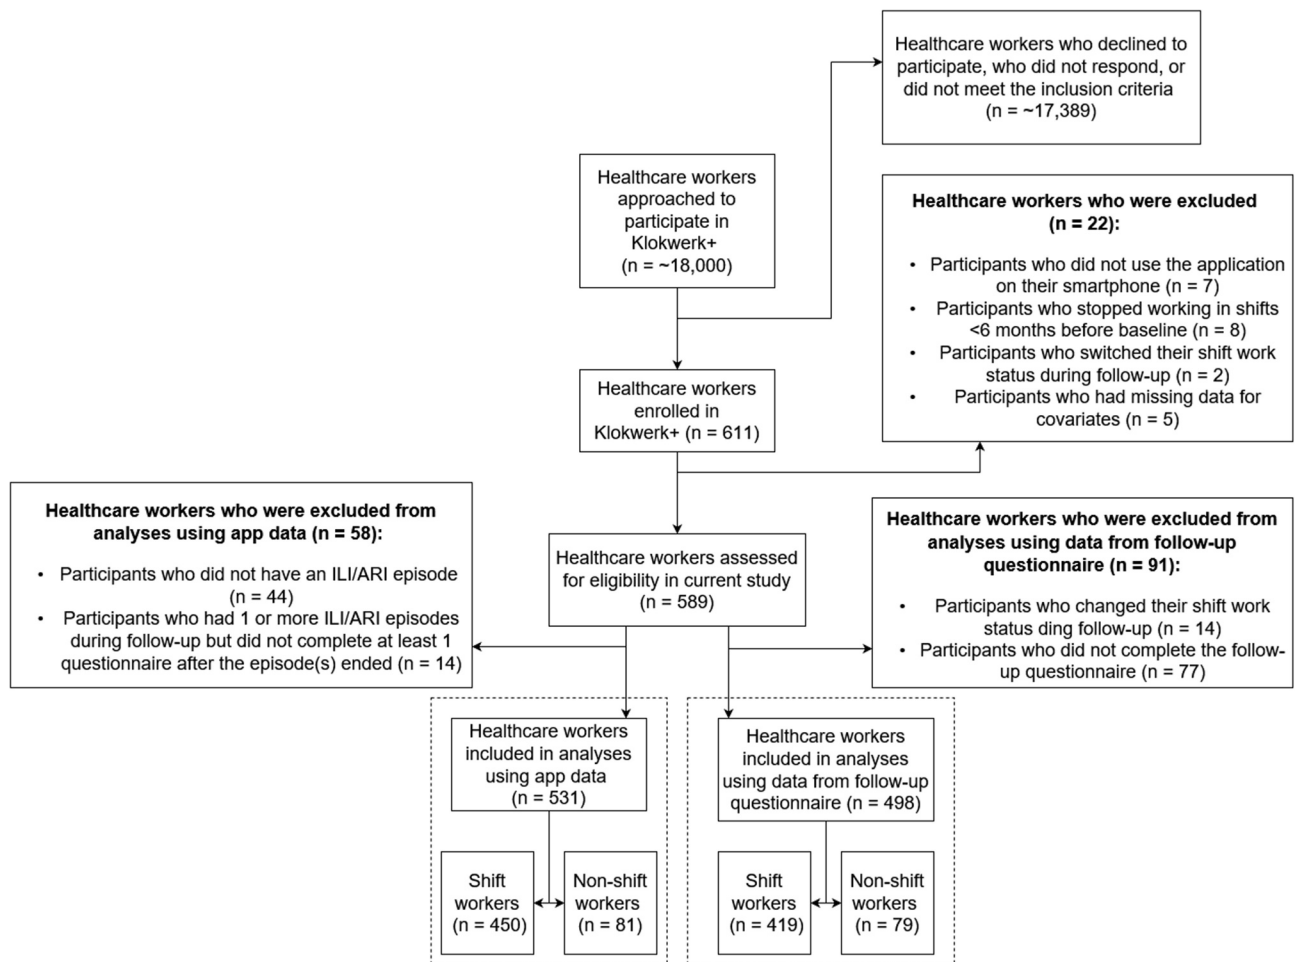 Healthcare workers who declined to
participate, who did not respond, or
did not meet the inclusion criteria
(n = ~17,389)
Healthcare workers
approached to
participate in
Klokwerk+
(n = ~18,000)
Healthcare workers who were excluded
(n = 22):
• Participants who did not use the application
on their smartphone (n = 7)
• Participants who stopped working in shifts
<6 months before baseline (n = 8)
• Participants who switched their shift work
status during follow-up (n = 2)
• Participants who had missing data for
covariates (n = 5)
Healthcare workers
enrolled in
Klokwerk+ (n = 611)
Healthcare workers who were excluded from
analyses using app data (n = 58):
• Participants who did not have an ILI/ARI episode
(n = 44)
• Participants who had 1 or more ILI/ARI episodes
during follow-up but did not complete at least 1
questionnaire after the episode(s) ended (n = 14)
Healthcare workers assessed
for eligibility in current study
(n = 589)
Healthcare workers who were excluded from
analyses using data from follow-up
questionnaire (n = 91):
• Participants who changed their shift work
status ding follow-up (n = 14)
• Participants who did not complete the follow-
up questionnaire (n = 77)
Healthcare workers
included in analyses
using app data
(n = 531)
Healthcare workers
included in analyses
using data from follow-up
questionnaire (n = 498)
Shift
workers
(n = 450)
Non-shift
workers
(n = 81)
Shift
workers
(n = 419)
Non-shift
workers
(n = 79)